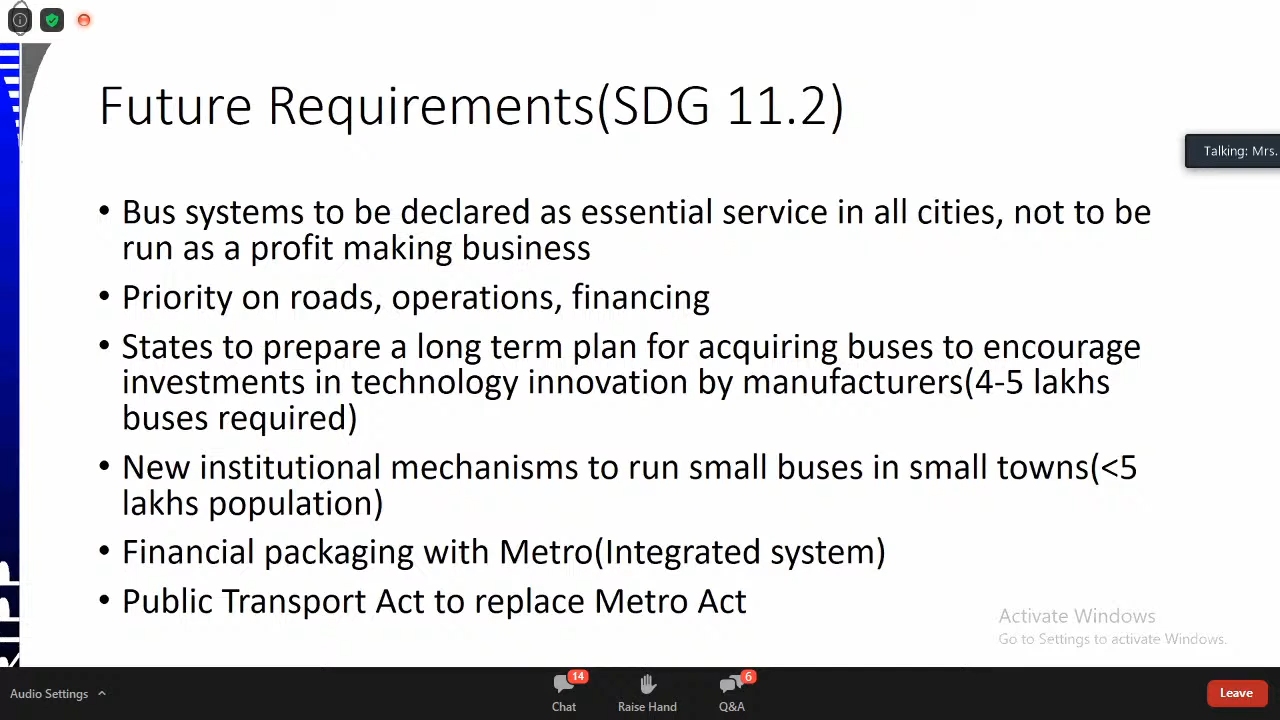 Future Requirements(SDG 11.2)
Talking: Mrs.
• Bus systems to be declared as essential service in all cities, not to be
run as a profit making business
• Priority on roads, operations, financing
• States to prepare a long term plan for acquiring buses to encourage
investments in technology innovation by manufacturers(4-5 lakhs
buses required)
• New institutional mechanisms to run small buses in small towns(<5
lakhs population)
• Financial packaging with Metro(Integrated system)
• Public Transport Act to replace Metro Act
Activate Windows
Go to Settings to activate Windows.
Audio Settings
14
Chat
Raise Hand
6
Q&A
Leave